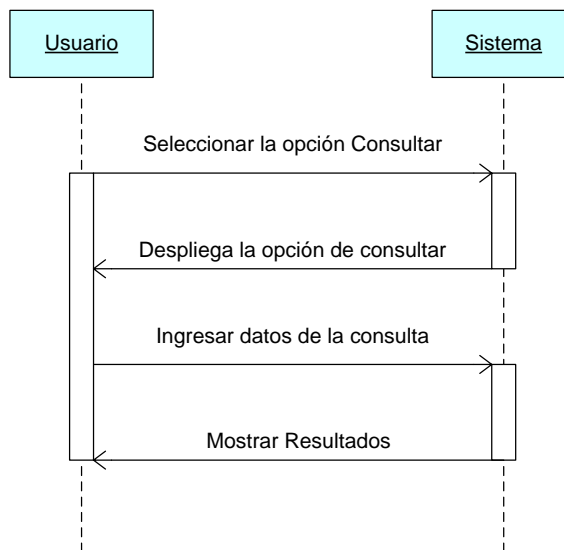 Usuario
Sistema
Seleccionar la opción Consultar
Despliega la opción de consultar
Ingresar datos de la consulta
Mostrar Resultados